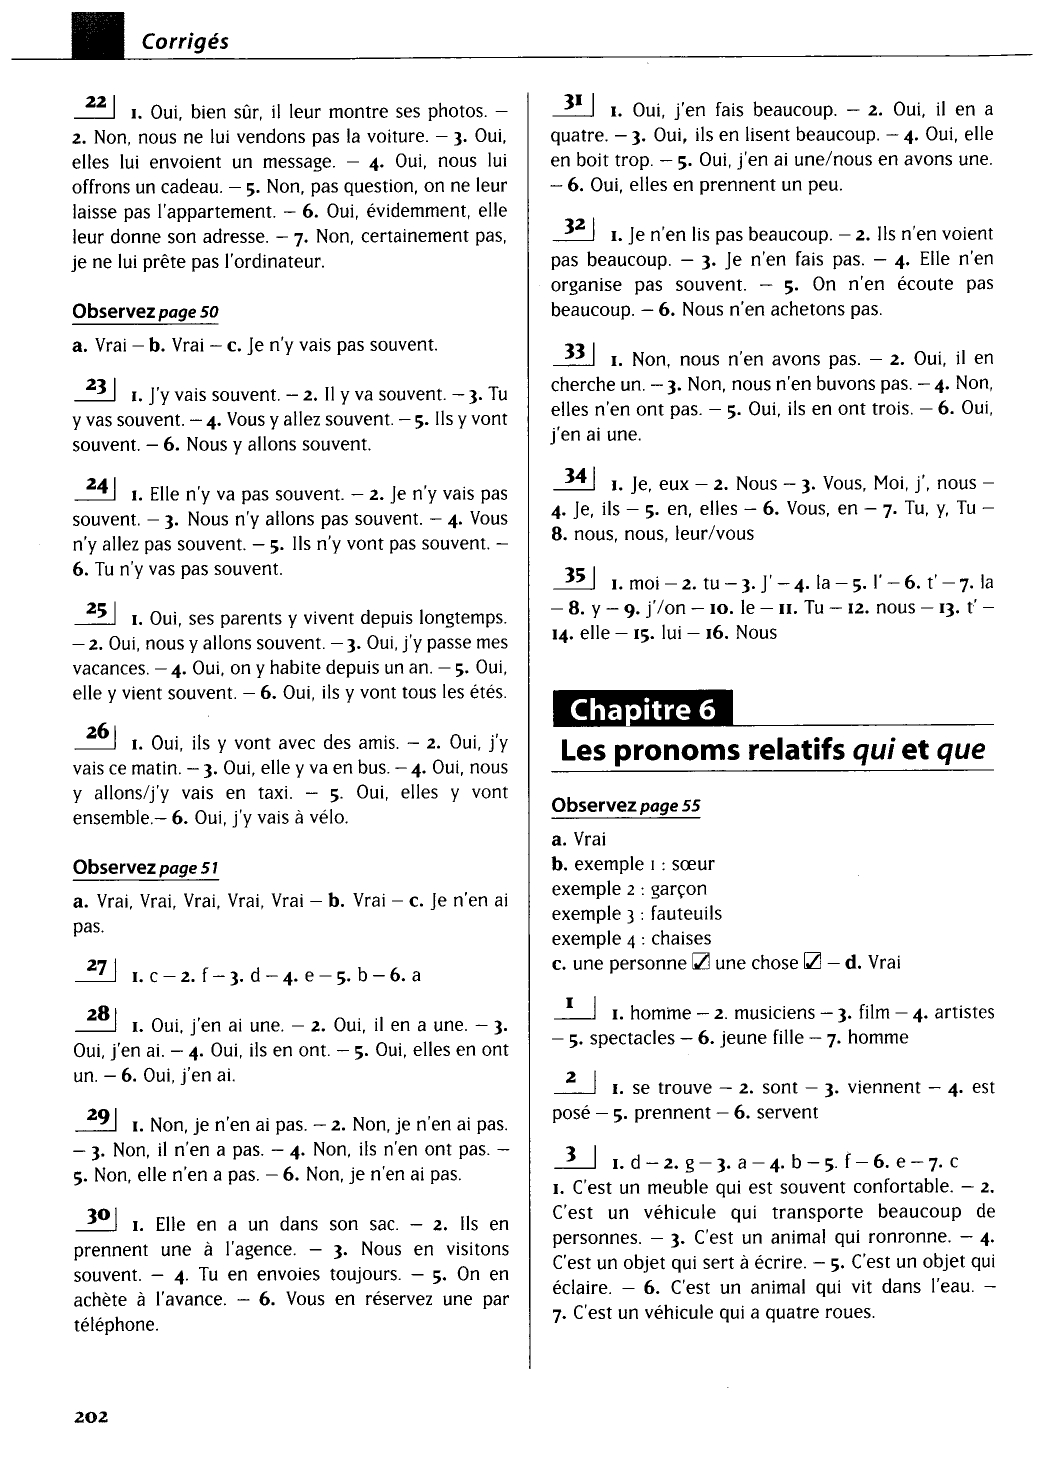 Corrigés
22 1. Oui, bien sûr, il leur montre ses photos. –
2. Non, nous ne lui vendons pas la voiture. – 3. Oui,
elles lui envoient un message. – 4. Oui, nous lui
offrons un cadeau. – 5. Non, pas question, on ne leur
laisse pas l'appartement. – 6. Oui, évidemment, elle
leur donne son adresse. – 7. Non, certainement pas,
je ne lui prête pas l'ordinateur.
Observez page 50
a. Vrai – b. Vrai – c. Je n'y vais pas souvent.
23 1. J'y vais souvent. – 2. Il y va souvent. – 3. Tu
y vas souvent. – 4. Vous y allez souvent. – 5. Ils y vont
souvent. – 6. Nous y allons souvent.
24 1. Elle n'y va pas souvent. – 2. Je n'y vais pas
souvent. – 3. Nous n'y allons pas souvent. – 4. Vous
n'y allez pas souvent. – 5. Ils n'y vont pas souvent. –
6. Tu n'y vas pas souvent.
25 1. Oui, ses parents y vivent depuis longtemps.
– 2. Oui, nous y allons souvent. – 3. Oui, j'y passe mes
vacances. – 4. Oui, on y habite depuis un an. – 5. Oui,
elle y vient souvent. – 6. Oui, ils y vont tous les étés.
26 1. Oui, ils y vont avec des amis. – 2. Oui, j'y
vais ce matin. – 3. Oui, elle y va en bus. – 4. Oui, nous
y allons/j'y vais en taxi. – 5. Oui, elles y vont
ensemble.– 6. Oui, j'y vais à vélo.
Observez page 51
a. Vrai, Vrai, Vrai, Vrai, Vrai – b. Vrai – c. Je n'en ai
pas.
27 1. c – 2. f – 3. d – 4. e – 5. b – 6. a
28 1. Oui, j'en ai une. – 2. Oui, il en a une. – 3.
Oui, j'en ai. – 4. Oui, ils en ont. – 5. Oui, elles en ont
un. – 6. Oui, j'en ai.
29 1. Non, je n'en ai pas. – 2. Non, je n'en ai pas.
– 3. Non, il n'en a pas. – 4. Non, ils n'en ont pas. –
5. Non, elle n'en a pas. – 6. Non, je n'en ai pas.
30 1. Elle en a un dans son sac. – 2. Ils en
prennent une à l'agence. – 3. Nous en visitons
souvent. – 4. Tu en envoies toujours. – 5. On en
achète à l'avance. – 6. Vous en réservez une par
téléphone.
31 1. Oui, j'en fais beaucoup. – 2. Oui, il en a
quatre. – 3. Oui, ils en lisent beaucoup. – 4. Oui, elle
en boit trop. – 5. Oui, j'en ai une/nous en avons une.
– 6. Oui, elles en prennent un peu.
32 1. Je n'en lis pas beaucoup. – 2. Ils n'en voient
pas beaucoup. – 3. Je n'en fais pas. – 4. Elle n'en
organise pas souvent. – 5. On n'en écoute pas
beaucoup. – 6. Nous n'en achetons pas.
33 1. Non, nous n'en avons pas. – 2. Oui, il en
cherche un. – 3. Non, nous n'en buvons pas. – 4. Non,
elles n'en ont pas. – 5. Oui, ils en ont trois. – 6. Oui,
j'en ai une.
34 1. Je, eux – 2. Nous – 3. Vous, Moi, j', nous –
4. Je, ils – 5. en, elles – 6. Vous, en – 7. Tu, y, Tu –
8. nous, nous, leur/vous
35 1. moi – 2. tu – 3. J' – 4. la – 5. l' – 6. t' – 7. la
– 8. y – 9. j'/on – 10. le – 11. Tu – 12. nous – 13. t' –
14. elle – 15. lui – 16. Nous
Chapitre 6
Les pronoms relatifs qui et que
Observez page 55
a. Vrai
b. exemple 1 : sœur
exemple 2 : garçon
exemple 3 : fauteuils
exemple 4 : chaises
c. une personne ☑ une chose ☑ – d. Vrai
1 1. homme – 2. musiciens – 3. film – 4. artistes
– 5. spectacles – 6. jeune fille – 7. homme
2 1. se trouve – 2. sont – 3. viennent – 4. est
posé – 5. prennent – 6. servent
3 1. d – 2. g – 3. a – 4. b – 5. f – 6. e – 7. c
1. C'est un meuble qui est souvent confortable. – 2.
C'est un véhicule qui transporte beaucoup de
personnes. – 3. C'est un animal qui ronronne. – 4.
C'est un objet qui sert à écrire. – 5. C'est un objet qui
éclaire. – 6. C'est un animal qui vit dans l'eau. –
7. C'est un véhicule qui a quatre roues.
202